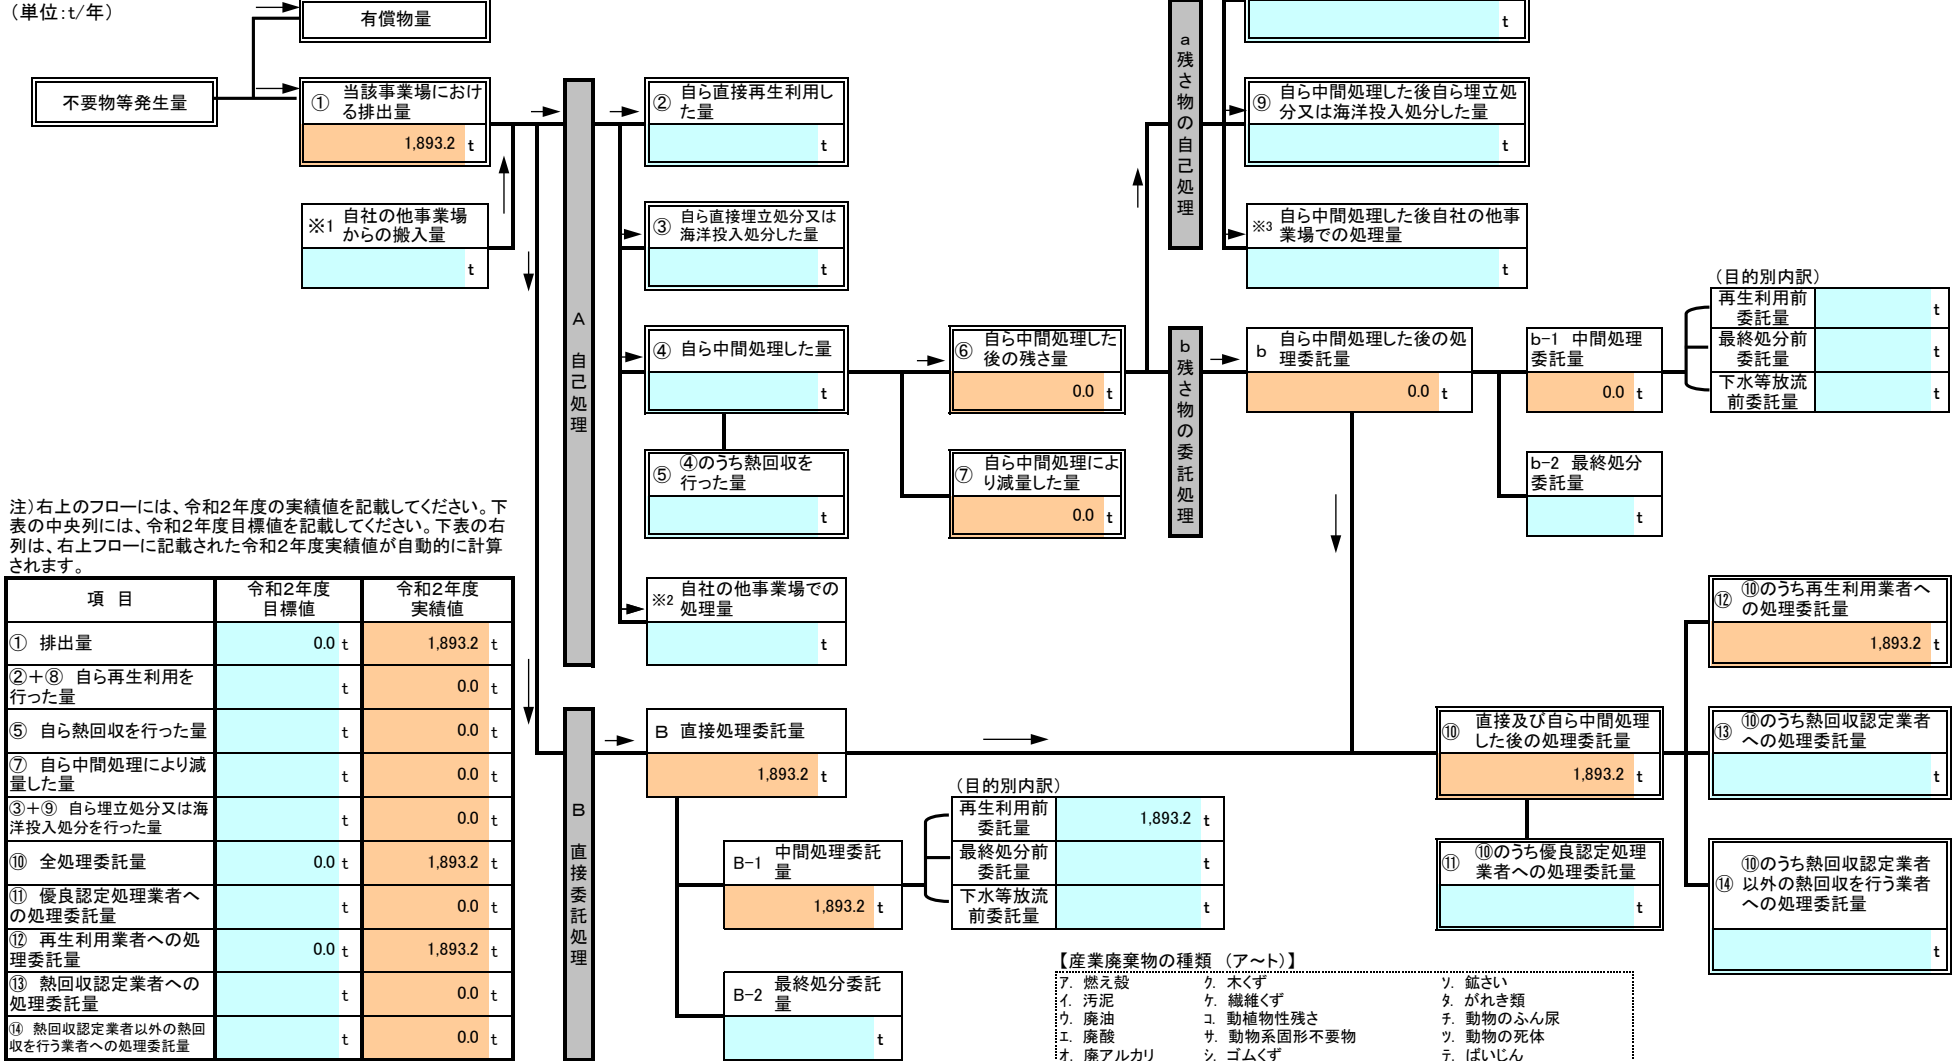 （単位：t/年）
有償物量
不要物等発生量
① 当該事業場におけ
る排出量
1,893.2 t
※1 自社の他事業場
からの搬入量
t
A
自
己
処
理
② 自ら直接再生利用し
た量
t
③ 自ら直接埋立処分又は
海洋投入処分した量
t
④ 自ら中間処理した量
t
⑤ ④のうち熱回収を
行った量
t
※2 自社の他事業場での
処理量
t
⑥ 自ら中間処理した
後の残さ量
0.0 t
⑦ 自ら中間処理によ
り減量した量
0.0 t
a
残
さ
物
の
自
己
処
理
t
⑨ 自ら中間処理した後自ら埋立処
分又は海洋投入処分した量
t
※3 自ら中間処理した後自社の他事
業場での処理量
t
b
残
さ
物
の
委
託
処
理
b 自ら中間処理した後の処
理委託量
0.0 t
b-1 中間処理
委託量
0.0 t
b-2 最終処分
委託量
t
（目的別内訳）
再生利用前
委託量
t
最終処分前
委託量
t
下水等放流
前委託量
t
注）右上のフローには、令和２年度の実績値を記載してください。下
表の中央列には、令和２年度目標値を記載してください。下表の右
列は、右上フローに記載された令和２年度実績値が自動的に計算
されます。
項 目
令和２年度
目標値
令和２年度
実績値
① 排出量 0.0 t 1,893.2 t
②＋⑧ 自ら再生利用を
行った量
t 0.0 t
⑤ 自ら熱回収を行った量 t 0.0 t
⑦ 自ら中間処理により減
量した量
t 0.0 t
③＋⑨ 自ら埋立処分又は海
洋投入処分を行った量
t 0.0 t
⑩ 全処理委託量 0.0 t 1,893.2 t
⑪ 優良認定処理業者へ
の処理委託量
t 0.0 t
⑫ 再生利用業者への処
理委託量
0.0 t 1,893.2 t
⑬ 熱回収認定業者への
処理委託量
t 0.0 t
⑭ 熱回収認定業者以外の熱回
収を行う業者への処理委託量
t 0.0 t
B
直
接
委
託
処
理
B 直接処理委託量
1,893.2 t
B-1 中間処理委託
量
1,893.2 t
B-2 最終処分委託
量
t
（目的別内訳）
再生利用前
委託量
1,893.2 t
最終処分前
委託量
t
下水等放流
前委託量
t
⑩ 直接及び自ら中間処理
した後の処理委託量
1,893.2 t
⑪ ⑩のうち優良認定処理
業者への処理委託量
t
⑫ ⑩のうち再生利用業者へ
の処理委託量
1,893.2 t
⑬ ⑩のうち熱回収認定業者
への処理委託量
t
⑭ ⑩のうち熱回収認定業者
以外の熱回収を行う業者
への処理委託量
t
【産業廃棄物の種類 （ア～ト）】
ア. 燃え殻 ク. 木くず ソ. 鉱さい
イ. 汚泥 ケ. 繊維くず タ. がれき類
ウ. 廃油 コ. 動植物性残さ チ. 動物のふん尿
エ. 廃酸 サ. 動物系固形不要物 ツ. 動物の死体
オ. 廃アルカリ シ. ゴムくず テ. ばいじん